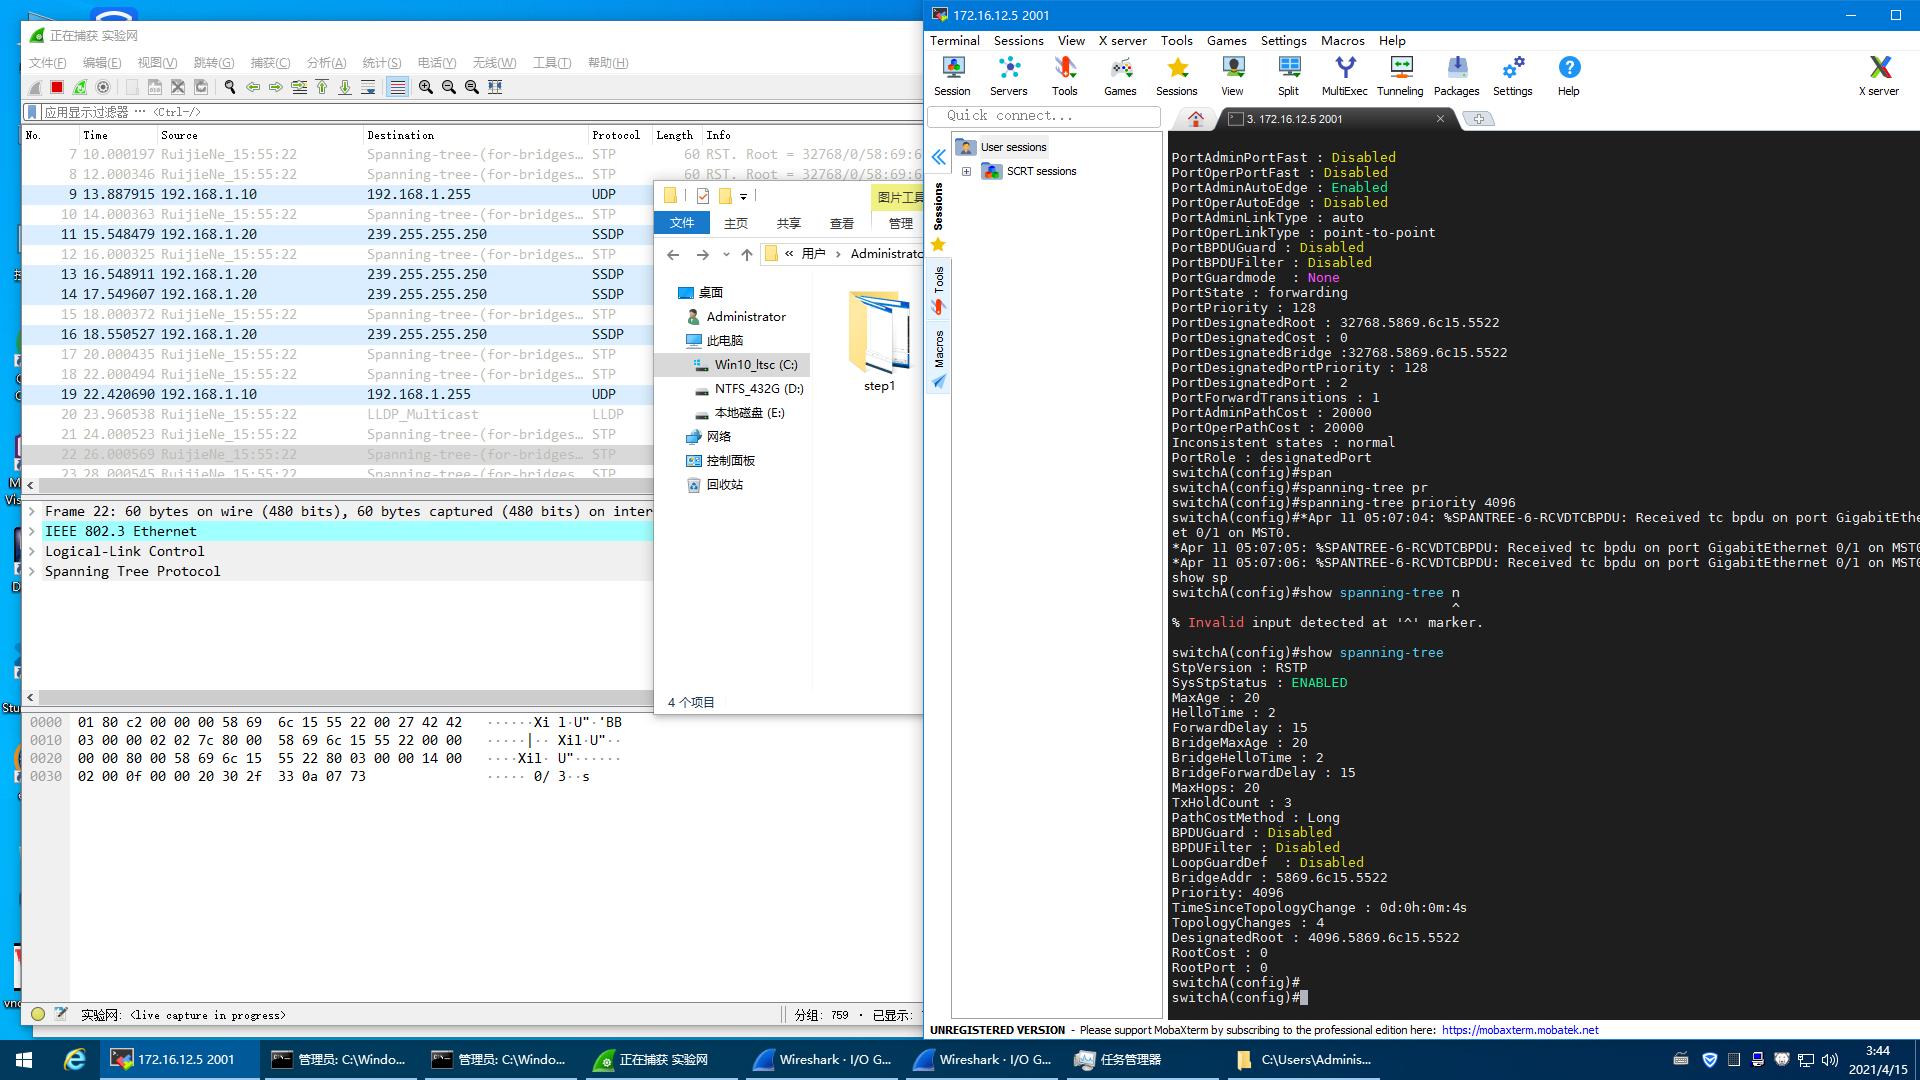 正在捕获 实验网
文件(F) 编辑(E) 视图(V) 跳转(G) 捕获(C) 分析(A) 统计(S) 电话(Y) 无线(W) 工具(T) 帮助(H)
应用显示过滤器 … <Ctrl-/>
No. Time Source Destination Protocol Length Info
7 10.000197 RuijieNe_15:55:22 Spanning-tree-(for-bridges… STP 60 RST. Root = 32768/0/58:69:6
8 12.000346 RuijieNe_15:55:22 Spanning-tree-(for-bridges… STP 60 RST. Root = 32768/0/58:69:6
9 13.887915 192.168.1.10 192.168.1.255 UDP
10 14.000363 RuijieNe_15:55:22 Spanning-tree-(for-bridges… STP
11 15.548479 192.168.1.20 239.255.255.250 SSDP
12 16.000325 RuijieNe_15:55:22 Spanning-tree-(for-bridges… STP
13 16.548911 192.168.1.20 239.255.255.250 SSDP
14 17.549607 192.168.1.20 239.255.255.250 SSDP
15 18.000372 RuijieNe_15:55:22 Spanning-tree-(for-bridges… STP
16 18.550527 192.168.1.20 239.255.255.250 SSDP
17 20.000435 RuijieNe_15:55:22 Spanning-tree-(for-bridges… STP
18 22.000494 RuijieNe_15:55:22 Spanning-tree-(for-bridges… STP
19 22.420690 192.168.1.10 192.168.1.255 UDP
20 23.960538 RuijieNe_15:55:22 LLDP_Multicast LLDP
21 24.000523 RuijieNe_15:55:22 Spanning-tree-(for-bridges… STP
22 26.000569 RuijieNe_15:55:22 Spanning-tree-(for-bridges… STP
23 28.000545 RuijieNe_15:55:22 Spanning-tree-(for-bridges… STP
Frame 22: 60 bytes on wire (480 bits), 60 bytes captured (480 bits) on inter
IEEE 802.3 Ethernet
Logical-Link Control
Spanning Tree Protocol
0000 01 80 c2 00 00 00 58 69 6c 15 55 22 00 27 42 42 ······Xi l·U"·'BB
0010 03 00 00 02 02 7c 80 00 58 69 6c 15 55 22 00 00 ·····|·· Xil·U"··
0020 00 00 80 00 58 69 6c 15 55 22 80 03 00 00 14 00 ····Xil· U"······
0030 02 00 0f 00 00 20 30 2f 33 0a 07 73 ····· 0/ 3··s
实验网: <live capture in progress>
分组: 759 · 已显示:
图片工具
文件 主页 共享 查看 管理
« 用户 › Administrato
桌面
Administrator
此电脑
Win10_ltsc (C:)
NTFS_432G (D:)
本地磁盘 (E:)
网络
控制面板
回收站
step1
4 个项目
172.16.12.5 2001
Terminal Sessions View X server Tools Games Settings Macros Help
Session Servers Tools Games Sessions View Split MultiExec Tunneling Packages Settings Help X server
Quick connect...
3. 172.16.12.5 2001
User sessions
SCRT sessions
Sessions
Tools
Macros
PortAdminPortFast : Disabled
PortOperPortFast : Disabled
PortAdminAutoEdge : Enabled
PortOperAutoEdge : Disabled
PortAdminLinkType : auto
PortOperLinkType : point-to-point
PortBPDUGuard : Disabled
PortBPDUFilter : Disabled
PortGuardmode  : None
PortState : forwarding
PortPriority : 128
PortDesignatedRoot : 32768.5869.6c15.5522
PortDesignatedCost : 0
PortDesignatedBridge :32768.5869.6c15.5522
PortDesignatedPortPriority : 128
PortDesignatedPort : 2
PortForwardTransitions : 1
PortAdminPathCost : 20000
PortOperPathCost : 20000
Inconsistent states : normal
PortRole : designatedPort
switchA(config)#span
switchA(config)#spanning-tree pr
switchA(config)#spanning-tree priority 4096
switchA(config)#*Apr 11 05:07:04: %SPANTREE-6-RCVDTCBPDU: Received tc bpdu on port GigabitEthe
et 0/1 on MST0.
*Apr 11 05:07:05: %SPANTREE-6-RCVDTCBPDU: Received tc bpdu on port GigabitEthernet 0/1 on MST0
*Apr 11 05:07:06: %SPANTREE-6-RCVDTCBPDU: Received tc bpdu on port GigabitEthernet 0/1 on MST0
show sp
switchA(config)#show spanning-tree n
^
% Invalid input detected at '^' marker.
switchA(config)#show spanning-tree
StpVersion : RSTP
SysStpStatus : ENABLED
MaxAge : 20
HelloTime : 2
ForwardDelay : 15
BridgeMaxAge : 20
BridgeHelloTime : 2
BridgeForwardDelay : 15
MaxHops: 20
TxHoldCount : 3
PathCostMethod : Long
BPDUGuard : Disabled
BPDUFilter : Disabled
LoopGuardDef  : Disabled
BridgeAddr : 5869.6c15.5522
Priority: 4096
TimeSinceTopologyChange : 0d:0h:0m:4s
TopologyChanges : 4
DesignatedRoot : 4096.5869.6c15.5522
RootCost : 0
RootPort : 0
switchA(config)#
switchA(config)#
UNREGISTERED VERSION - Please support MobaXterm by subscribing to the professional edition here: https://mobaxterm.mobatek.net
172.16.12.5 2001
管理员: C:\Windo...
管理员: C:\Windo...
正在捕获 实验网
Wireshark · I/O G...
Wireshark · I/O G...
任务管理器
C:\Users\Adminis...
3:44
2021/4/15